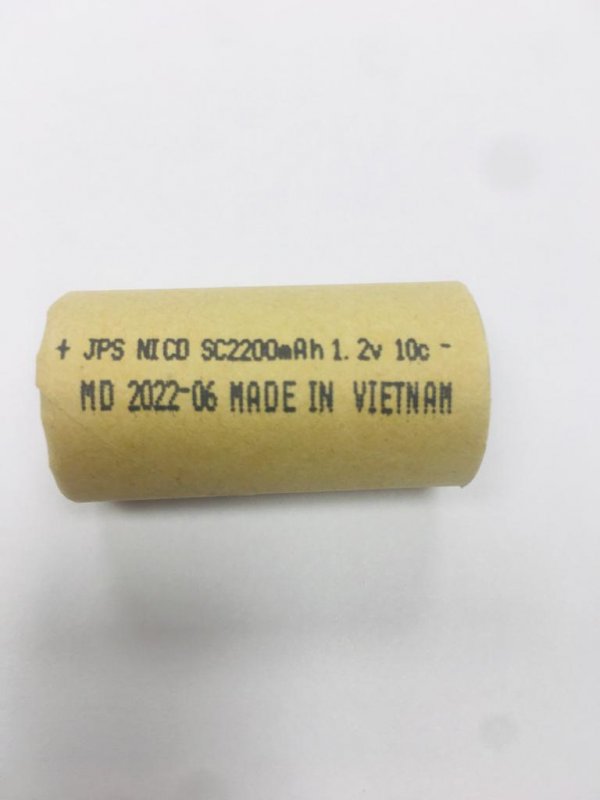 + JPS NICD SC2200mAh 1.2v 10c -
MD 2022-06 MADE IN VIETNAM